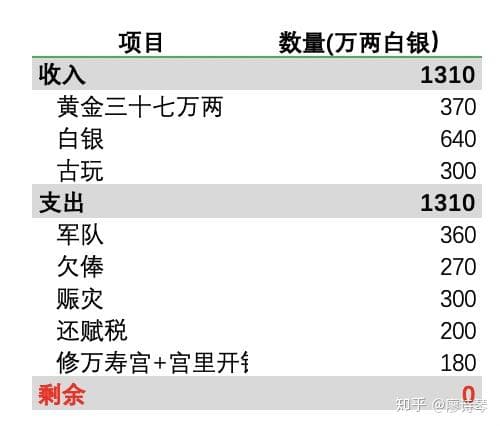 项目 数量(万两白银)
收入 1310
黄金三十七万两 370
白银 640
古玩 300
支出 1310
军队 360
欠俸 270
赈灾 300
还赋税 200
修万寿宫+宫里开 180
剩余 0
知乎 @廖诗琴